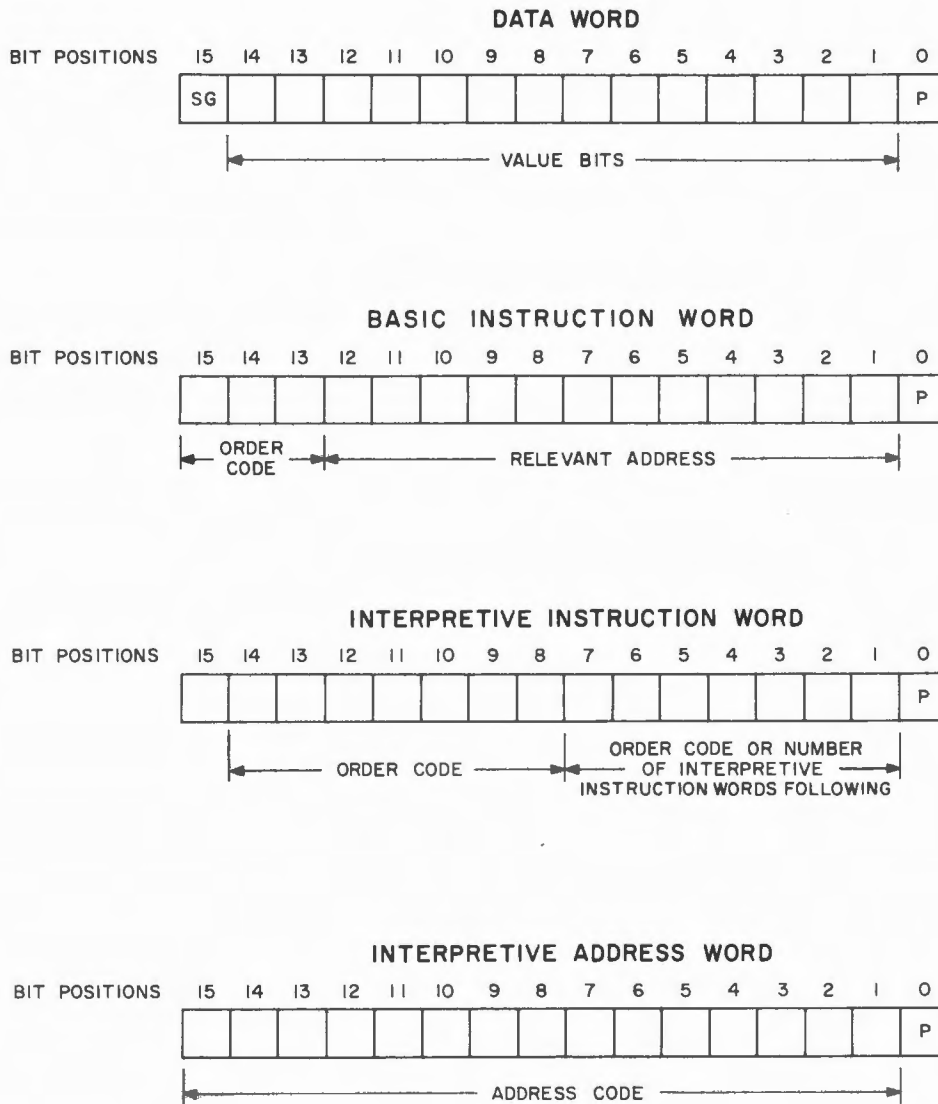 DATA WORD
BIT POSITIONS 15 14 13 12 11 10 9 8 7 6 5 4 3 2 1 0
SG P
VALUE BITS
BASIC INSTRUCTION WORD
BIT POSITIONS 15 14 13 12 11 10 9 8 7 6 5 4 3 2 1 0
P
ORDER
CODE
RELEVANT ADDRESS
INTERPRETIVE INSTRUCTION WORD
BIT POSITIONS 15 14 13 12 11 10 9 8 7 6 5 4 3 2 1 0
P
ORDER CODE
ORDER CODE OR NUMBER
OF INTERPRETIVE
INSTRUCTION WORDS FOLLOWING
INTERPRETIVE ADDRESS WORD
BIT POSITIONS 15 14 13 12 11 10 9 8 7 6 5 4 3 2 1 0
P
ADDRESS CODE